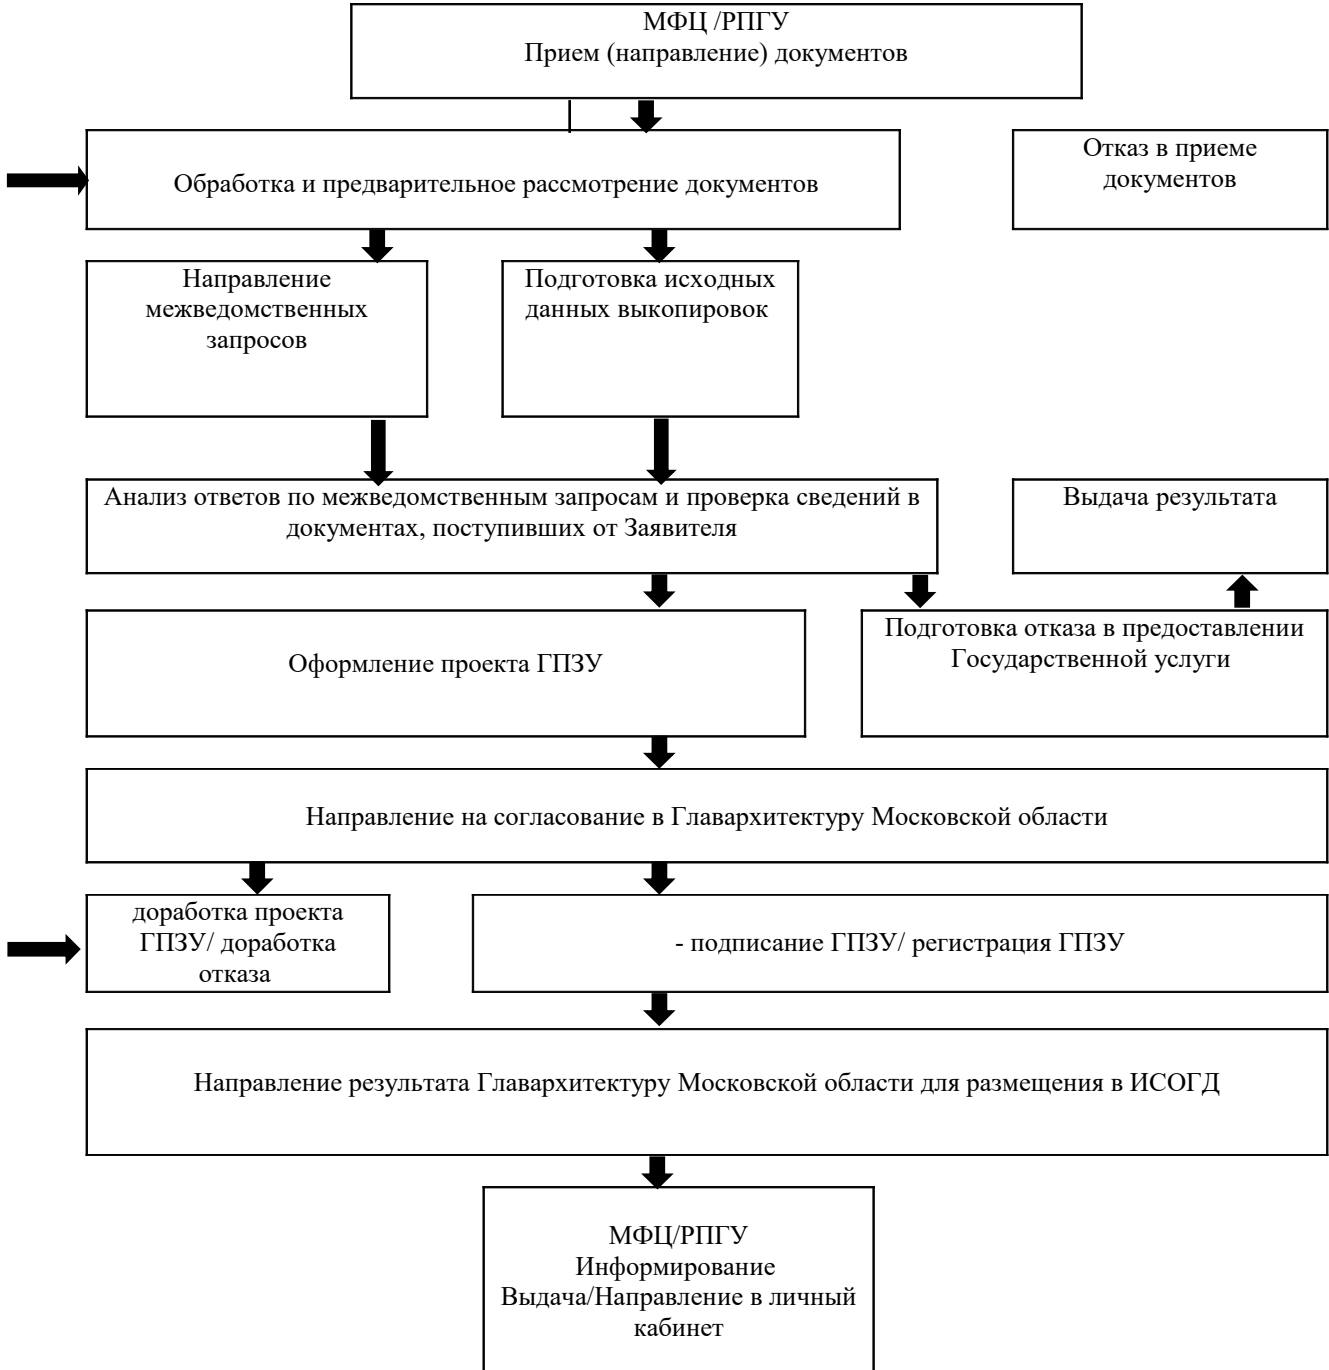 МФЦ /РПГУ
Прием (направление) документов
Обработка и предварительное рассмотрение документов
Отказ в приеме
документов
Направление
межведомственных
запросов
Подготовка исходных
данных выкопировок
Анализ ответов по межведомственным запросам и проверка сведений в
документах, поступивших от Заявителя
Выдача результата
Оформление проекта ГПЗУ
Подготовка отказа в предоставлении
Государственной услуги
Направление на согласование в Главархитектуру Московской области
доработка проекта
ГПЗУ/ доработка
отказа
- подписание ГПЗУ/ регистрация ГПЗУ
Направление результата Главархитектуру Московской области для размещения в ИСОГД
МФЦ/РПГУ
Информирование
Выдача/Направление в личный
кабинет